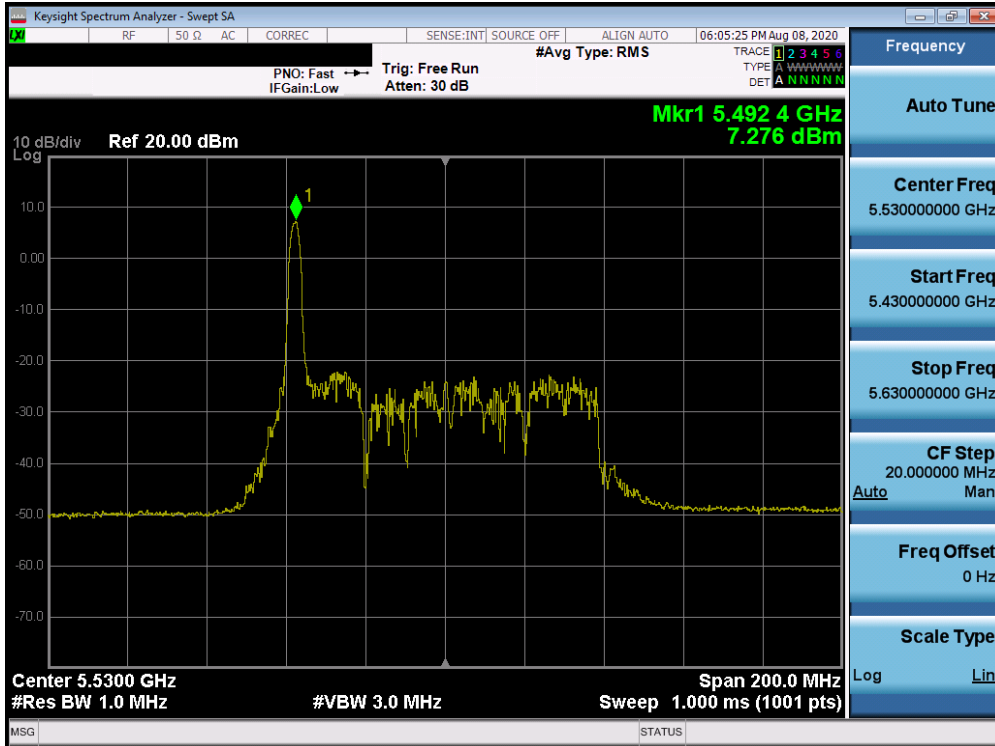 Keysight Spectrum Analyzer - Swept SA
LXI RF 50 Ω AC CORREC SENSE:INT SOURCE OFF ALIGN AUTO 06:05:25 PM Aug 08, 2020
#Avg Type: RMS
TRACE 1 2 3 4 5 6
PNO: Fast Trig: Free Run
TYPE A WWWWW
IFGain:Low Atten: 30 dB
DET A N N N N N
Mkr1 5.492 4 GHz
7.276 dBm
10 dB/div Ref 20.00 dBm
Log
1
10.0
0.00
-10.0
-20.0
-30.0
-40.0
-50.0
-60.0
-70.0
Center 5.5300 GHz Span 200.0 MHz
#Res BW 1.0 MHz #VBW 3.0 MHz Sweep 1.000 ms (1001 pts)
MSG STATUS
Frequency
Auto Tune
Center Freq
5.530000000 GHz
Start Freq
5.430000000 GHz
Stop Freq
5.630000000 GHz
CF Step
20.000000 MHz
Auto Man
Freq Offset
0 Hz
Scale Type
Log Lin